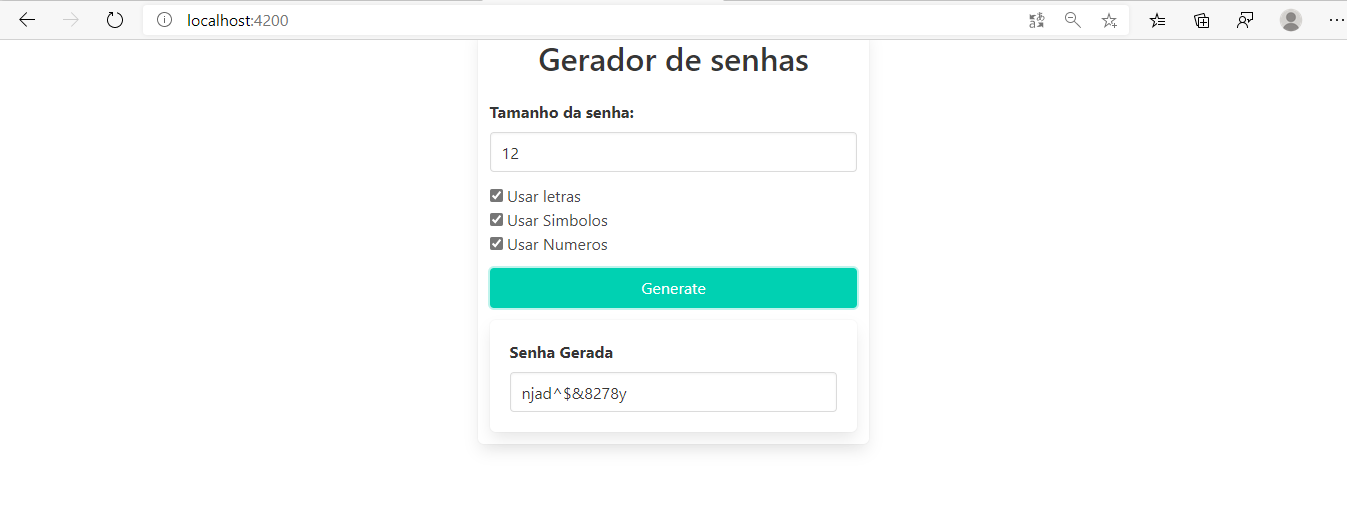 localhost:4200
Gerador de senhas
Tamanho da senha:
12
Usar letras
Usar Simbolos
Usar Numeros
Generate
Senha Gerada
njad^$&8278y